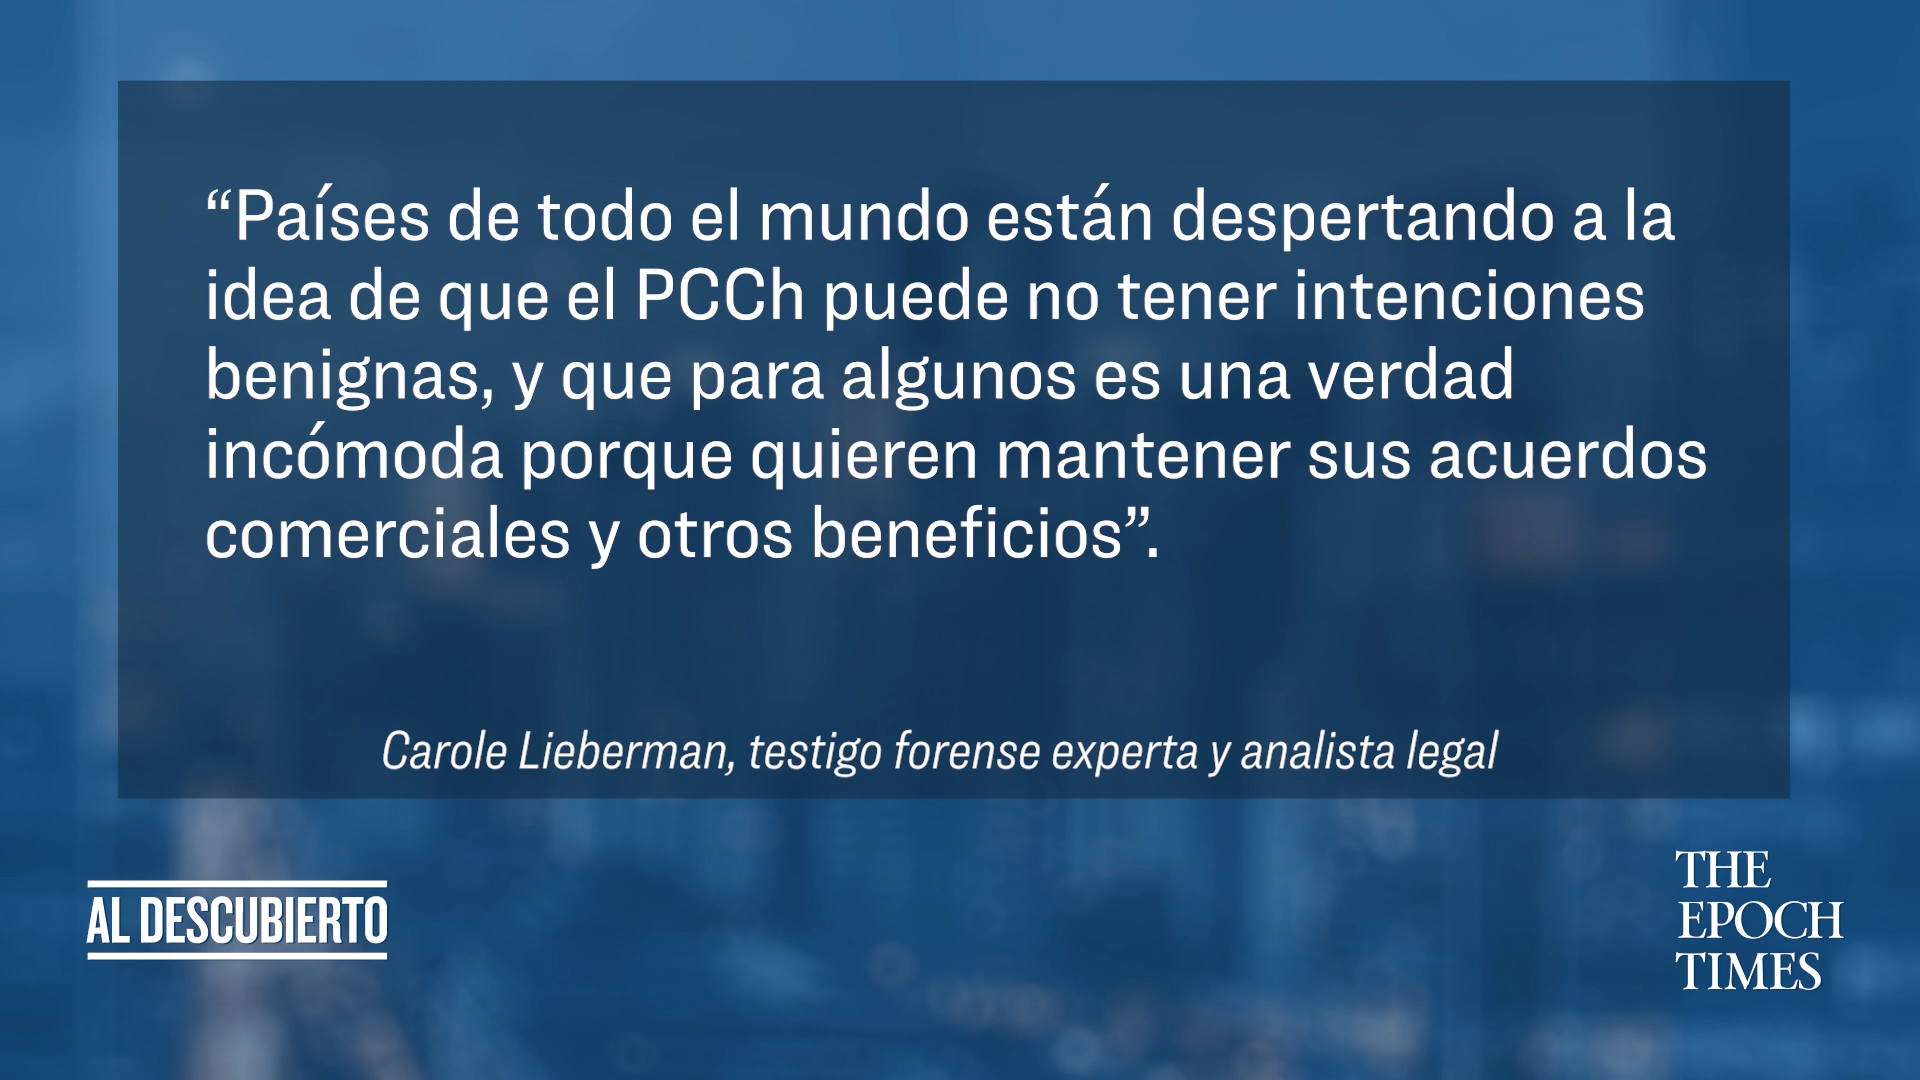 “Países de todo el mundo están despertando a la
idea de que el PCCh puede no tener intenciones
benignas, y que para algunos es una verdad
incómoda porque quieren mantener sus acuerdos
comerciales y otros beneficios”.
Carole Lieberman, testigo forense experta y analista legal
AL DESCUBIERTO
THE
EPOCH
TIMES